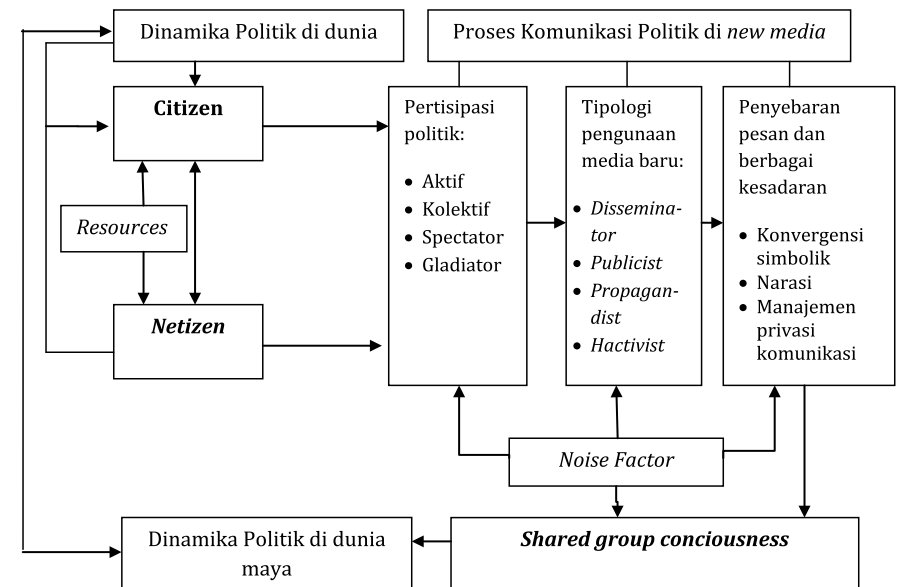 Dinamika Politik di dunia
Proses Komunikasi Politik di new media
Citizen
Resources
Netizen
Pertisipasi
politik:
• Aktif
• Kolektif
• Spectator
• Gladiator
Tipologi
pengunaan
media baru:
• Dissemina-
tor
• Publicist
• Propagan-
dist
• Hactivist
Penyebaran
pesan dan
berbagai
kesadaran
• Konvergensi
simbolik
• Narasi
• Manajemen
privasi
komunikasi
Noise Factor
Dinamika Politik di dunia
maya
Shared group conciousness